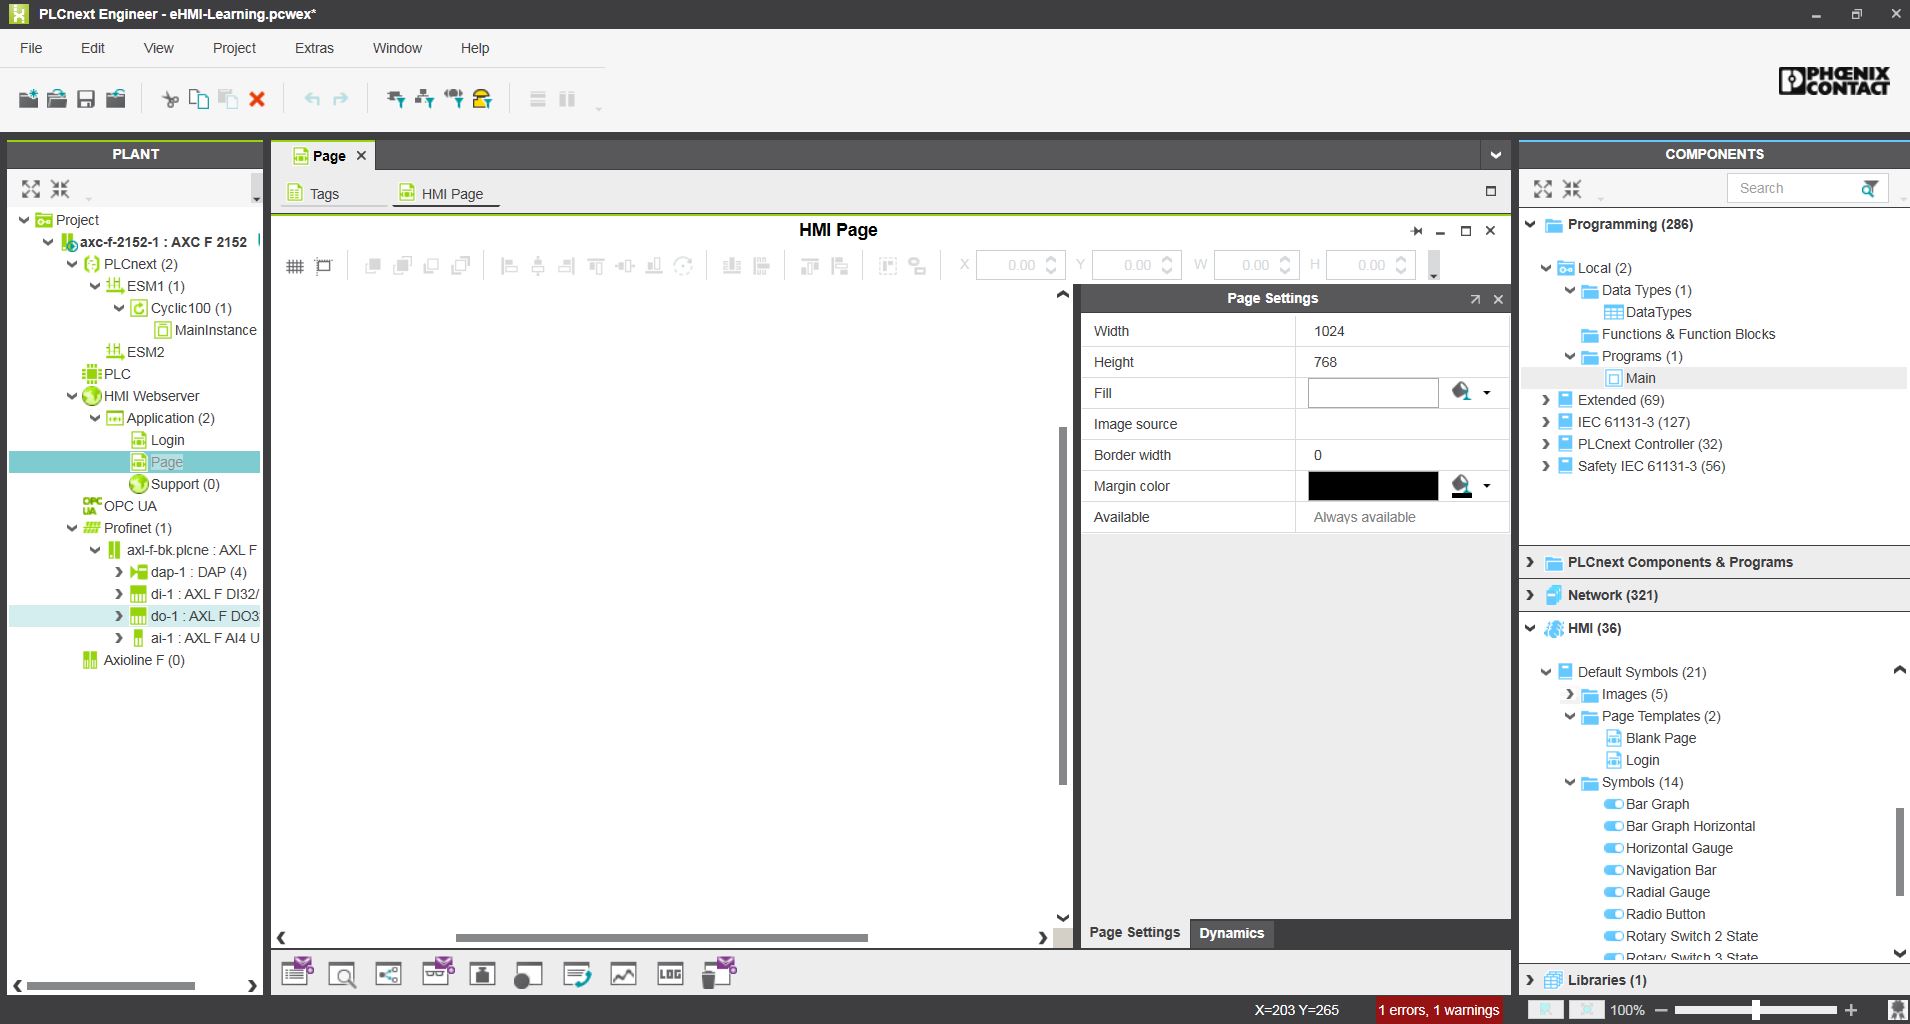 PLCnext Engineer - eHMI-Learning.pcwex*
File Edit View Project Extras Window Help
PHŒNIX
CONTACT
PLANT
Project
axc-f-2152-1 : AXC F 2152
PLCnext (2)
ESM1 (1)
Cyclic100 (1)
MainInstance
ESM2
PLC
HMI Webserver
Application (2)
Login
Page
Support (0)
OPC UA
OPC UA
Profinet (1)
axl-f-bk.plcne : AXL F
dap-1 : DAP (4)
di-1 : AXL F DI32/
do-1 : AXL F DO3
ai-1 : AXL F AI4 U
Axioline F (0)
Page
Tags HMI Page
HMI Page
X 0.00 Y 0.00 W 0.00 H 0.00
Page Settings
Width 1024
Height 768
Fill
Image source
Border width 0
Margin color
Available Always available
Page Settings Dynamics
LOG
COMPONENTS
Search
Programming (286)
Local (2)
Data Types (1)
DataTypes
Functions & Function Blocks
Programs (1)
Main
Extended (69)
IEC 61131-3 (127)
PLCnext Controller (32)
Safety IEC 61131-3 (56)
PLCnext Components & Programs
Network (321)
HMI (36)
Default Symbols (21)
Images (5)
Page Templates (2)
Blank Page
Login
Symbols (14)
Bar Graph
Bar Graph Horizontal
Horizontal Gauge
Navigation Bar
Radial Gauge
Radio Button
Rotary Switch 2 State
Rotary Switch 3 State
Libraries (1)
X=203 Y=265 1 errors, 1 warnings 100%